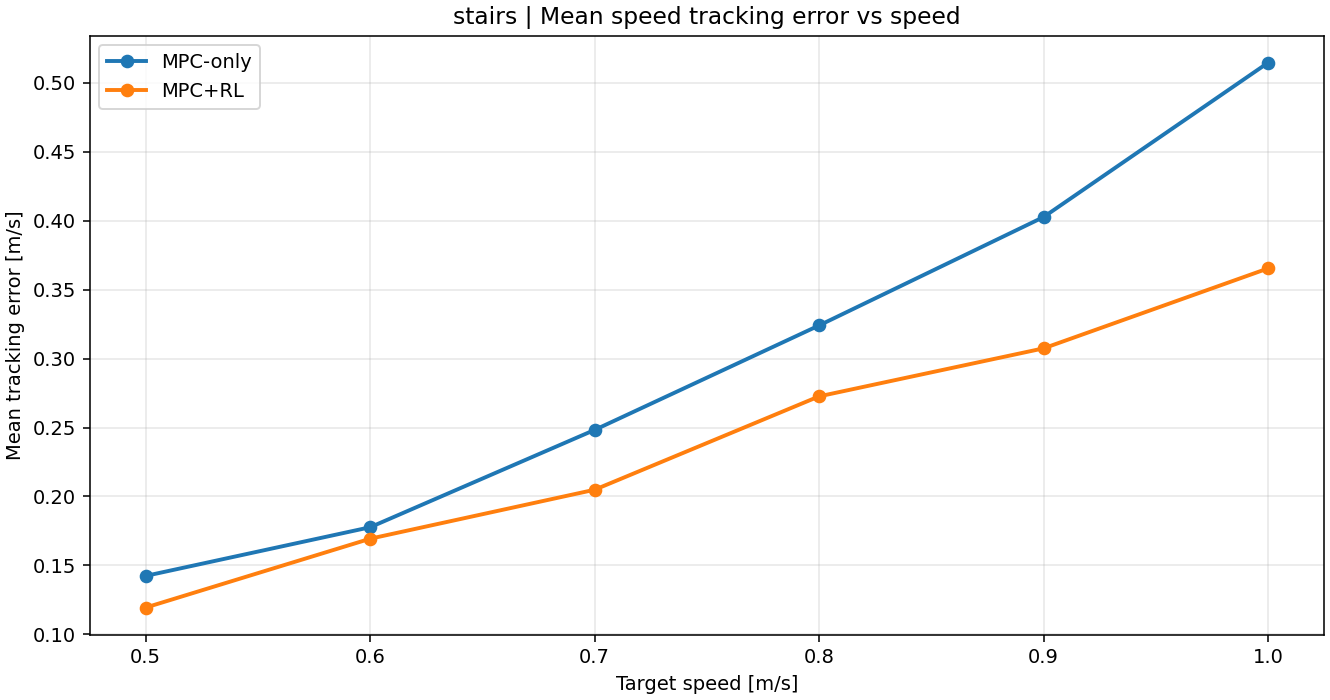 stairs | Mean speed tracking error vs speed
MPC-only
MPC+RL
Mean tracking error [m/s]
0.50
0.45
0.40
0.35
0.30
0.25
0.20
0.15
0.10
0.5 0.6 0.7 0.8 0.9 1.0
Target speed [m/s]